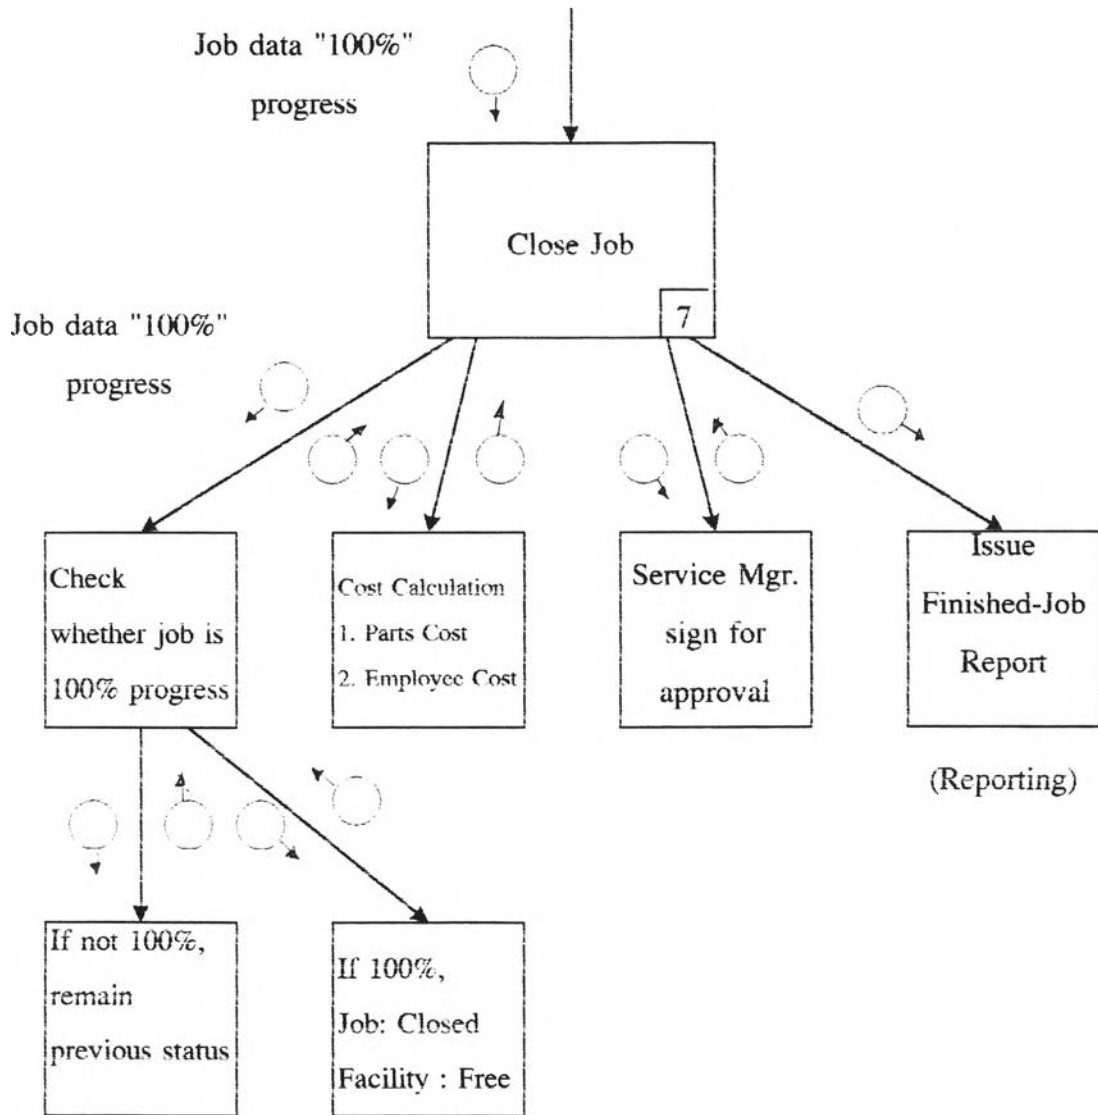 Job data "100%"
progress
Close Job
7
Job data "100%"
progress
Check
whether job is
100% progress
Cost Calculation
1. Parts Cost
2. Employee Cost
Service Mgr.
sign for
approval
Issue
Finished-Job
Report
(Reporting)
If not 100%,
remain
previous status
If 100%,
Job: Closed
Facility : Free